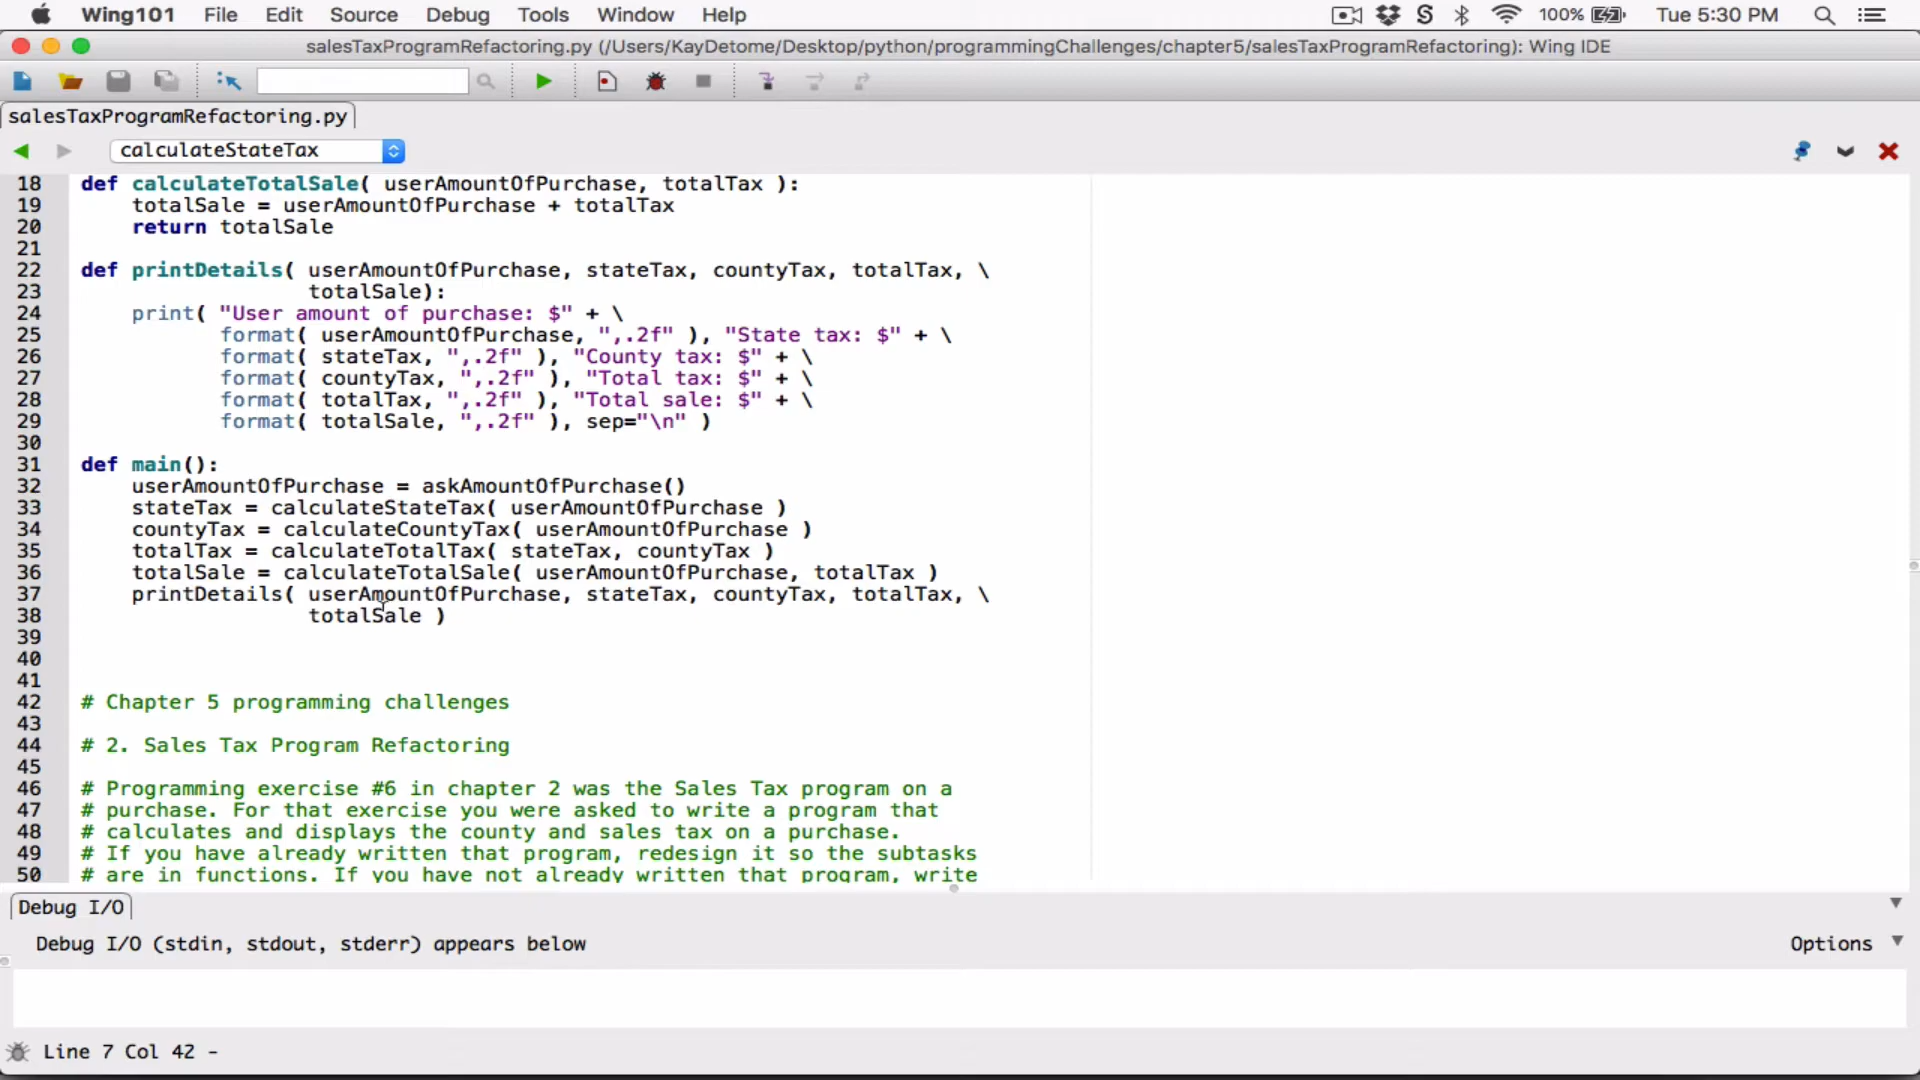 Wing101 File Edit Source Debug Tools Window Help 100% Tue 5:30 PM
salesTaxProgramRefactoring.py (/Users/KayDetome/Desktop/python/programmingChallenges/chapter5/salesTaxProgramRefactoring): Wing IDE
salesTaxProgramRefactoring.py
calculateStateTax
18 def calculateTotalSale( userAmountOfPurchase, totalTax ):
19     totalSale = userAmountOfPurchase + totalTax
20     return totalSale
21
22 def printDetails( userAmountOfPurchase, stateTax, countyTax, totalTax, \
23                   totalSale):
24     print( "User amount of purchase: $" + \
25            format( userAmountOfPurchase, ",.2f" ), "State tax: $" + \
26            format( stateTax, ",.2f" ), "County tax: $" + \
27            format( countyTax, ",.2f" ), "Total tax: $" + \
28            format( totalTax, ",.2f" ), "Total sale: $" + \
29            format( totalSale, ",.2f" ), sep="\n" )
30
31 def main():
32     userAmountOfPurchase = askAmountOfPurchase()
33     stateTax = calculateStateTax( userAmountOfPurchase )
34     countyTax = calculateCountyTax( userAmountOfPurchase )
35     totalTax = calculateTotalTax( stateTax, countyTax )
36     totalSale = calculateTotalSale( userAmountOfPurchase, totalTax )
37     printDetails( userAmountOfPurchase, stateTax, countyTax, totalTax, \
38                   totalSale )
39
40
41
42 # Chapter 5 programming challenges
43
44 # 2. Sales Tax Program Refactoring
45
46 # Programming exercise #6 in chapter 2 was the Sales Tax program on a
47 # purchase. For that exercise you were asked to write a program that
48 # calculates and displays the county and sales tax on a purchase.
49 # If you have already written that program, redesign it so the subtasks
50 # are in functions. If you have not already written that program, write
Debug I/O
Debug I/O (stdin, stdout, stderr) appears below Options
Line 7 Col 42 -